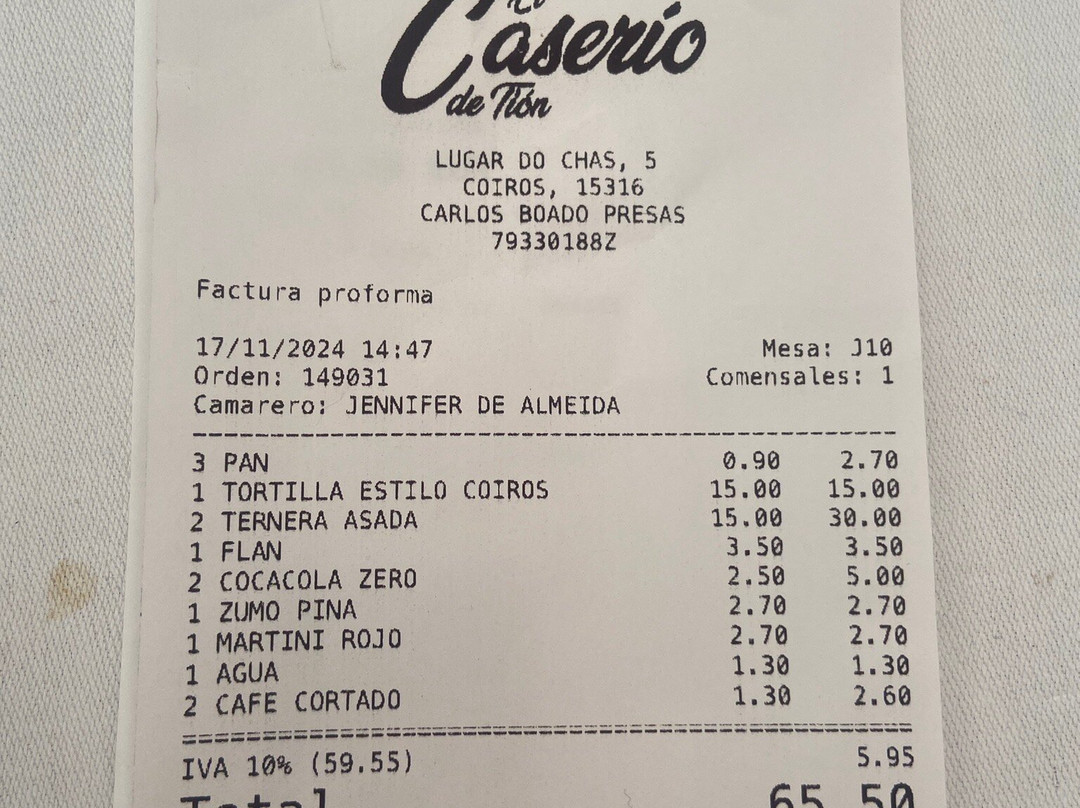 El
Caserío
de Tión
LUGAR DO CHAS, 5
COIROS, 15316
CARLOS BOADO PRESAS
79330188Z
Factura proforma
17/11/2024 14:47 Mesa: J10
Orden: 149031 Comensales: 1
Camarero: JENNIFER DE ALMEIDA
3 PAN 0.90 2.70
1 TORTILLA ESTILO COIROS 15.00 15.00
2 TERNERA ASADA 15.00 30.00
1 FLAN 3.50 3.50
2 COCACOLA ZERO 2.50 5.00
1 ZUMO PINA 2.70 2.70
1 MARTINI ROJO 2.70 2.70
1 AGUA 1.30 1.30
2 CAFE CORTADO 1.30 2.60
IVA 10% (59.55) 5.95
Total 65.50